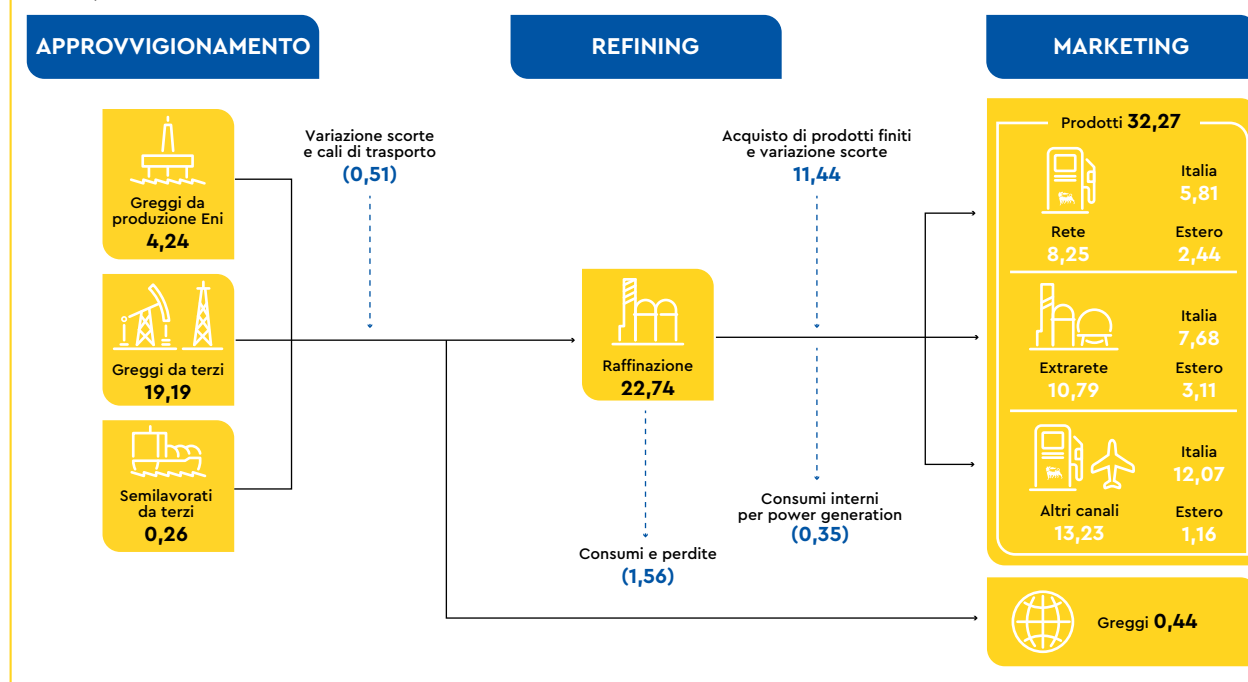 APPROVVIGIONAMENTO
REFINING
MARKETING
Greggi da
produzione Eni
4,24
Greggi da terzi
19,19
Semilavorati
da terzi
0,26
Variazione scorte
e cali di trasporto
(0,51)
Raffinazione
22,74
Consumi e perdite
(1,56)
Acquisto di prodotti finiti
e variazione scorte
11,44
Consumi interni
per power generation
(0,35)
Prodotti 32,27
Italia
5,81
Rete
8,25
Estero
2,44
Italia
7,68
Extrarete
10,79
Estero
3,11
Italia
12,07
Altri canali
13,23
Estero
1,16
Greggi 0,44